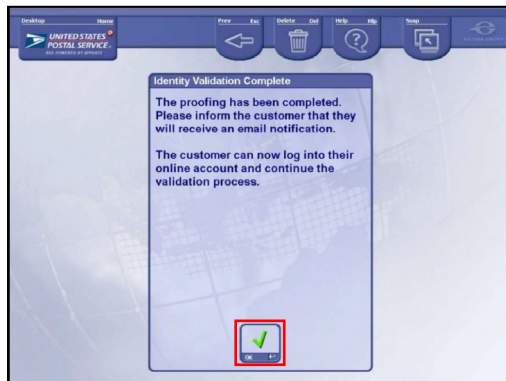 Desktop Home
Prev Esc
Delete Del
Help Hlp
Susp
UNITED STATES
POSTAL SERVICE
Identity Validation Complete
The proofing has been completed.
Please inform the customer that they
will receive an email notification.
The customer can now log into their
online account and continue the
validation process.
OK